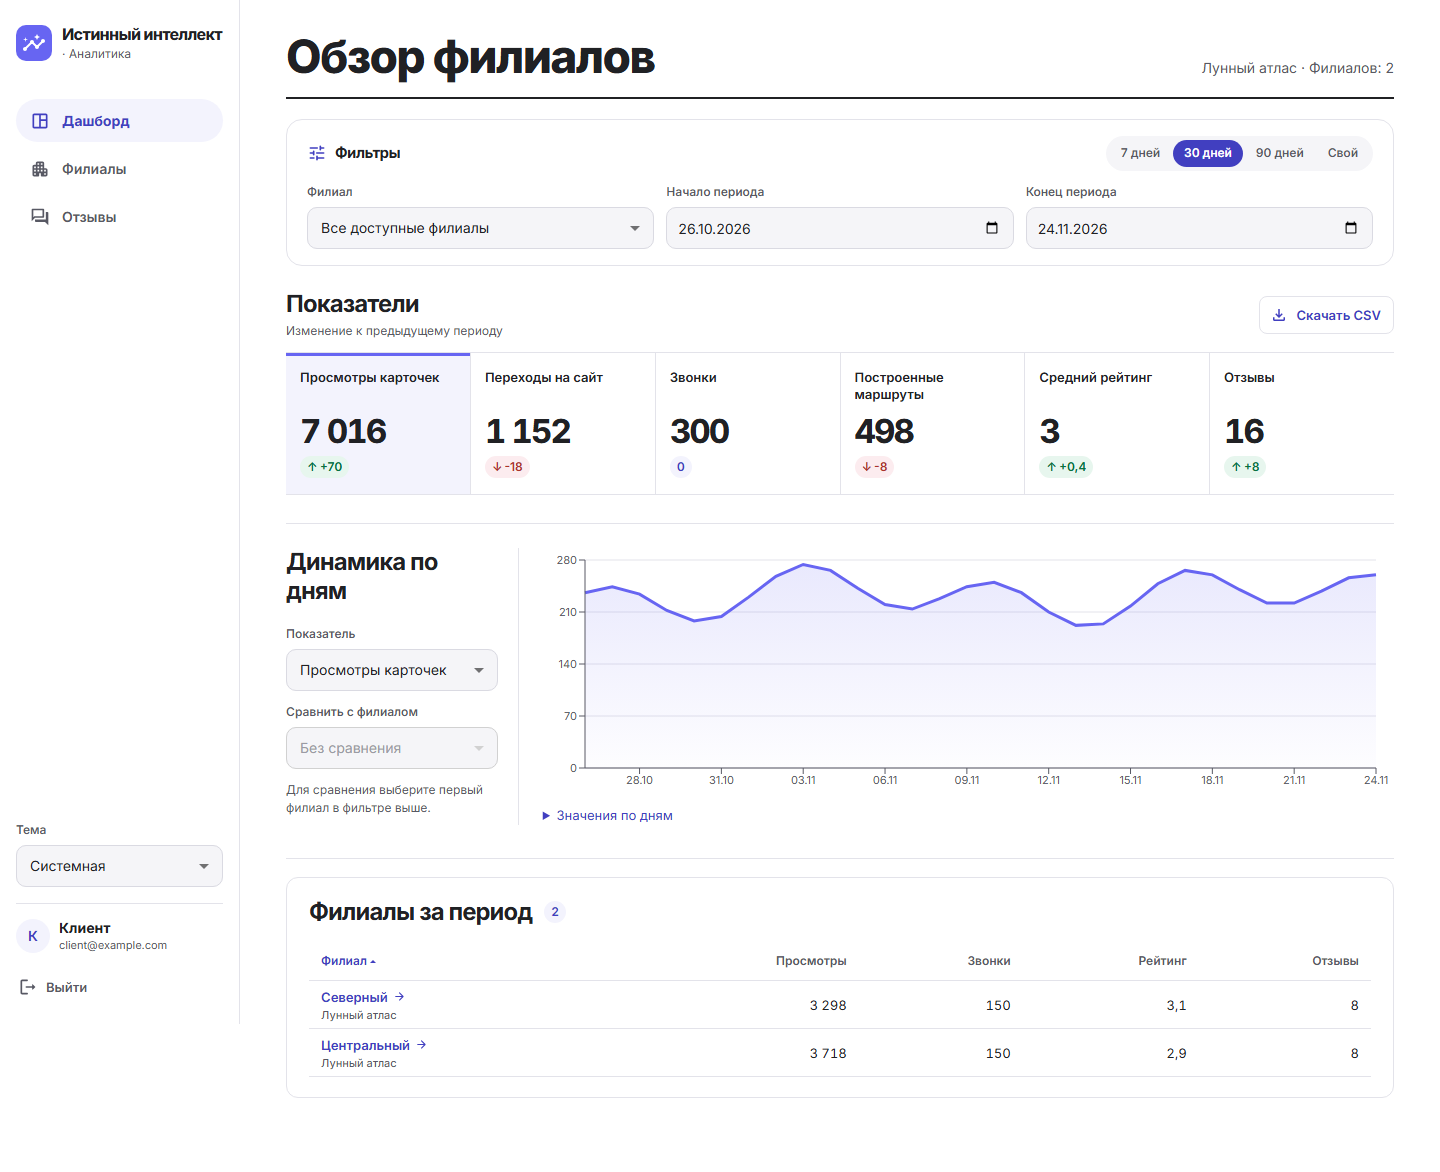 Истинный интеллект
· Аналитика
Дашборд
Филиалы
Отзывы
Тема
Системная
К
Клиент
client@example.com
Выйти
Обзор филиалов
Лунный атлас · Филиалов: 2
Фильтры
7 дней
30 дней
90 дней
Свой
Филиал
Начало периода
Конец периода
Все доступные филиалы
26.10.2026
24.11.2026
Показатели
Изменение к предыдущему периоду
Скачать CSV
Просмотры карточек
7 016
↑ +70
Переходы на сайт
1 152
↓ -18
Звонки
300
0
Построенные
маршруты
498
↓ -8
Средний рейтинг
3
↑ +0,4
Отзывы
16
↑ +8
Динамика по
дням
Показатель
Просмотры карточек
Сравнить с филиалом
Без сравнения
Для сравнения выберите первый
филиал в фильтре выше.
280
210
140
70
0
28.10 31.10 03.11 06.11 09.11 12.11 15.11 18.11 21.11 24.11
Значения по дням
Филиалы за период 2
Филиал Просмотры Звонки Рейтинг Отзывы
Северный → 3 298 150 3,1 8
Лунный атлас
Центральный → 3 718 150 2,9 8
Лунный атлас